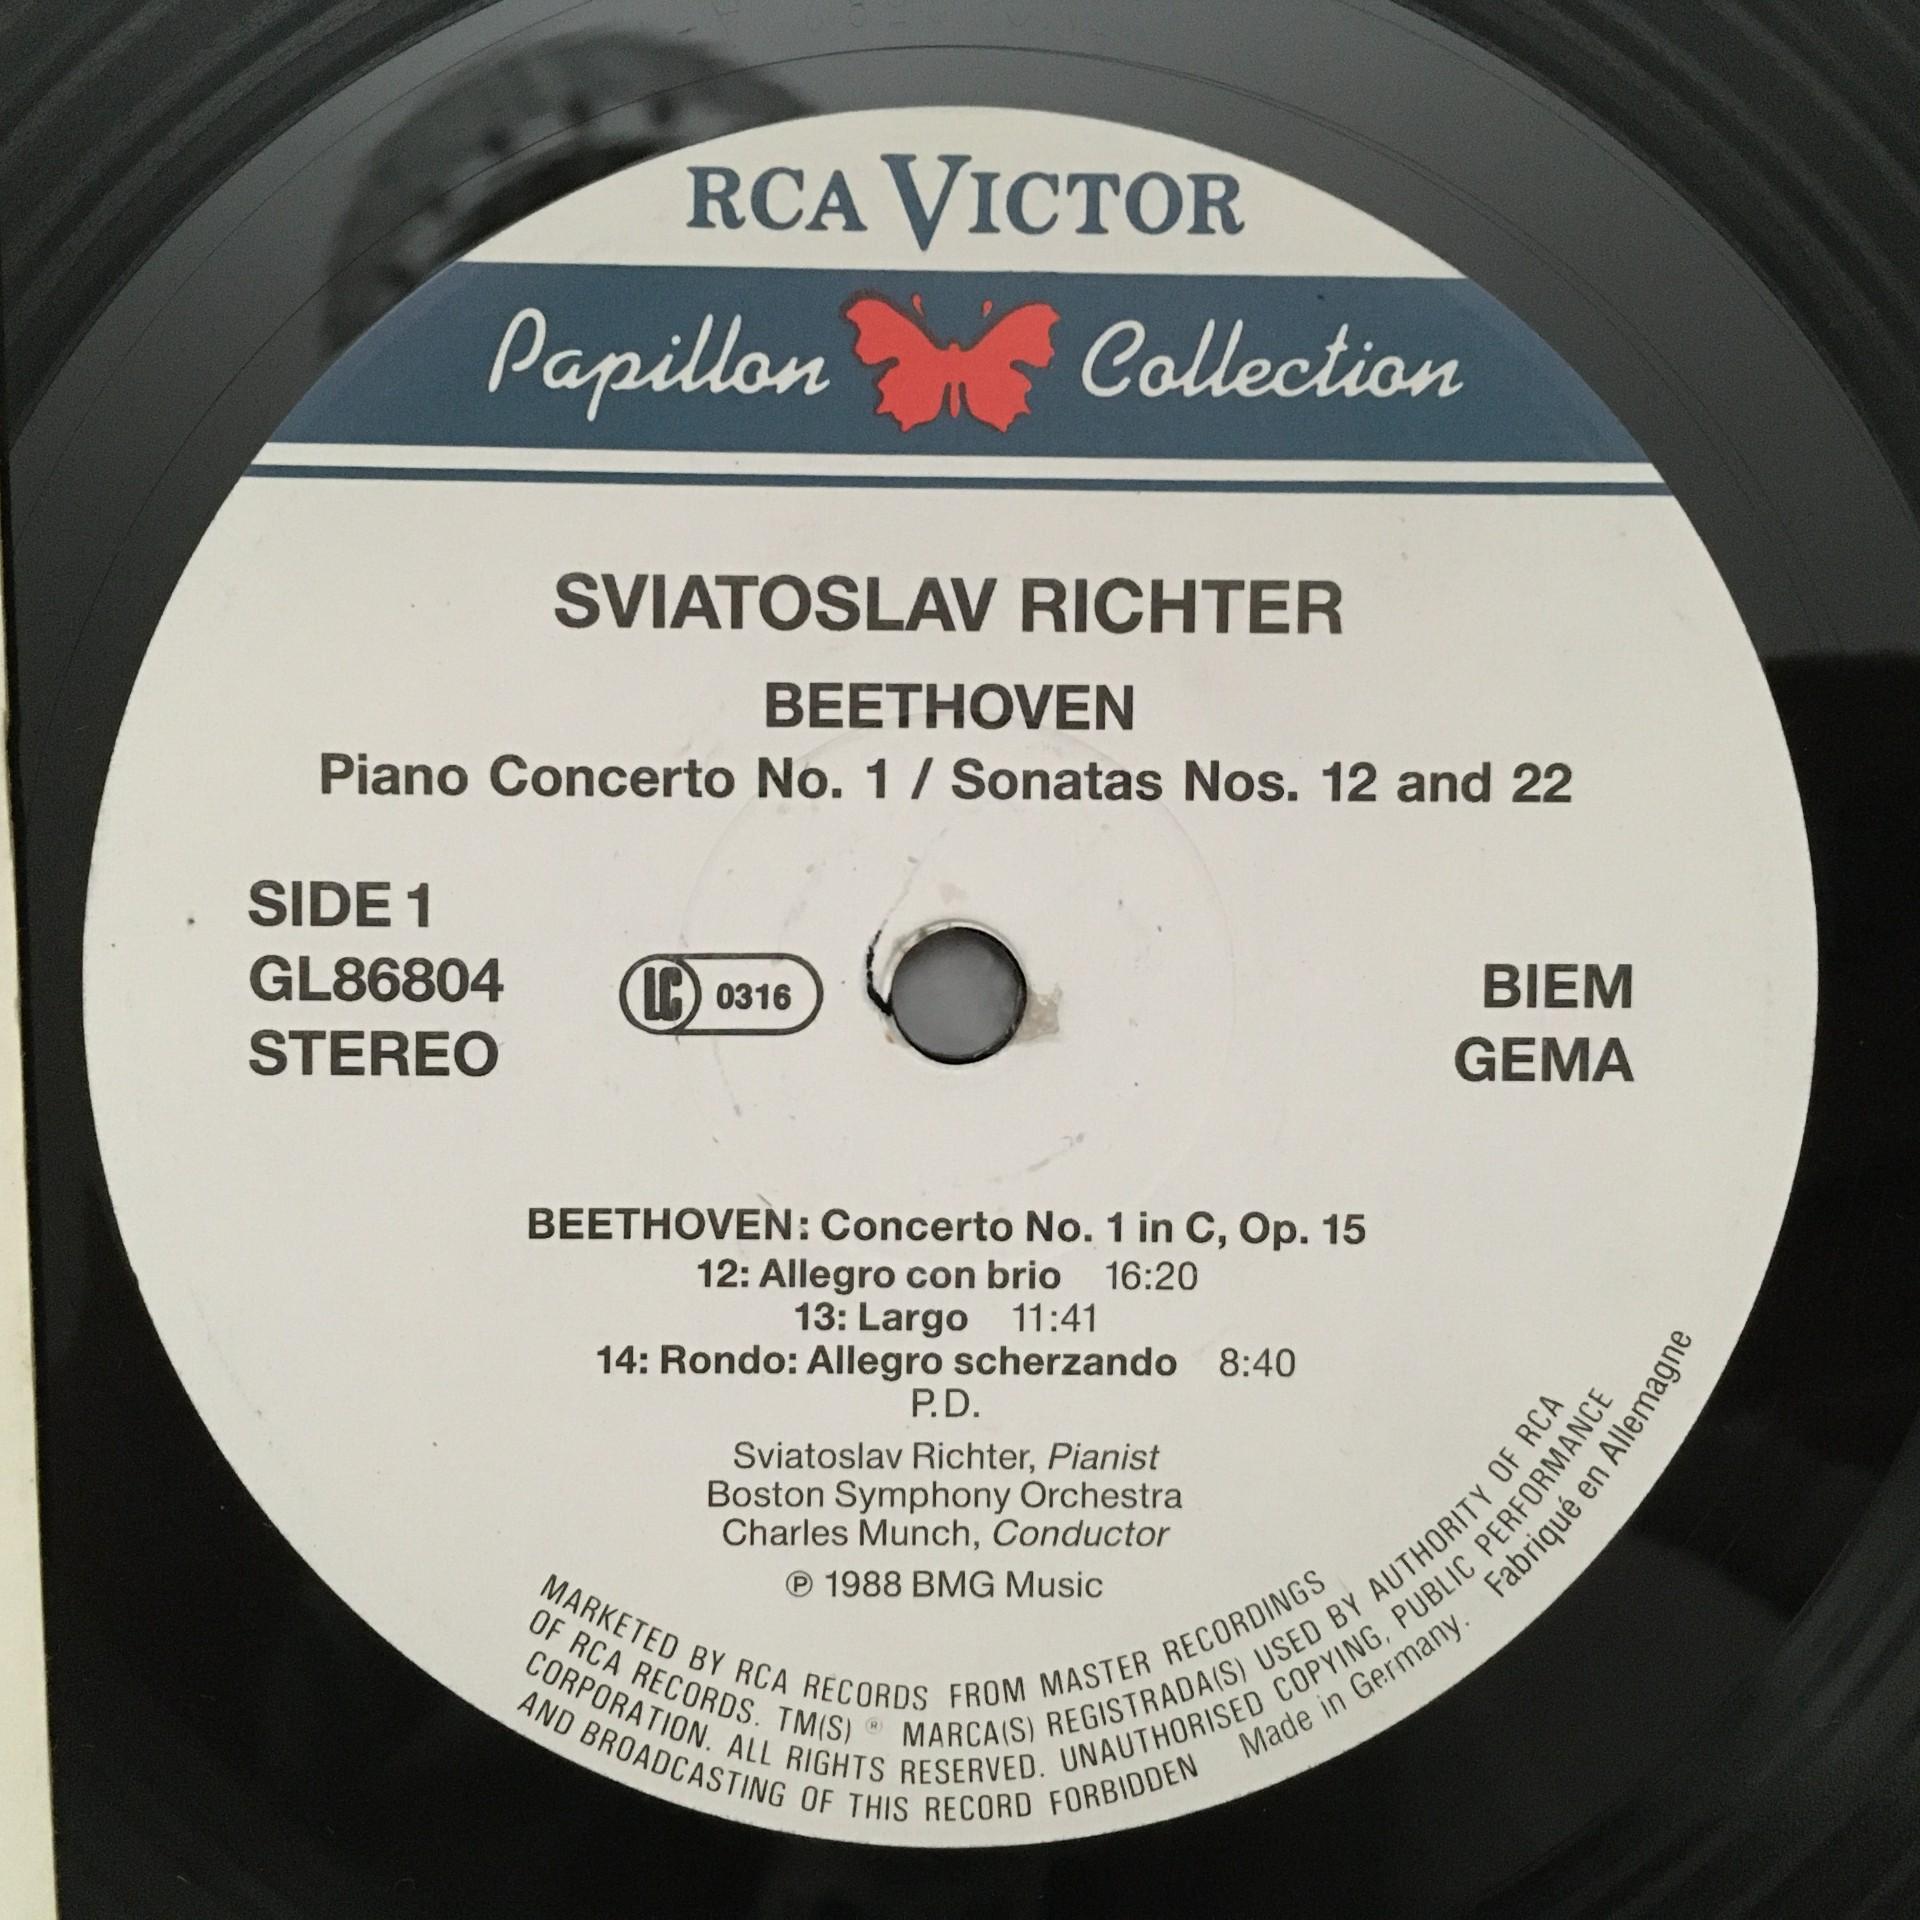 RCA VICTOR
Papillon Collection
SVIATOSLAV RICHTER
BEETHOVEN
Piano Concerto No. 1 / Sonatas Nos. 12 and 22
SIDE 1
GL86804
STEREO
LC 0316
BIEM
GEMA
BEETHOVEN: Concerto No. 1 in C, Op. 15
12: Allegro con brio 16:20
13: Largo 11:41
14: Rondo: Allegro scherzando 8:40
P.D.
Sviatoslav Richter, Pianist
Boston Symphony Orchestra
Charles Munch, Conductor
℗ 1988 BMG Music
MARKETED BY RCA RECORDS FROM MASTER RECORDINGS
OF RCA RECORDS. TM(S) ® MARCA(S) REGISTRADA(S) USED BY AUTHORITY OF RCA
CORPORATION. ALL RIGHTS RESERVED. UNAUTHORISED COPYING, PUBLIC PERFORMANCE
AND BROADCASTING OF THIS RECORD FORBIDDEN Made in Germany. Fabriqué en Allemagne